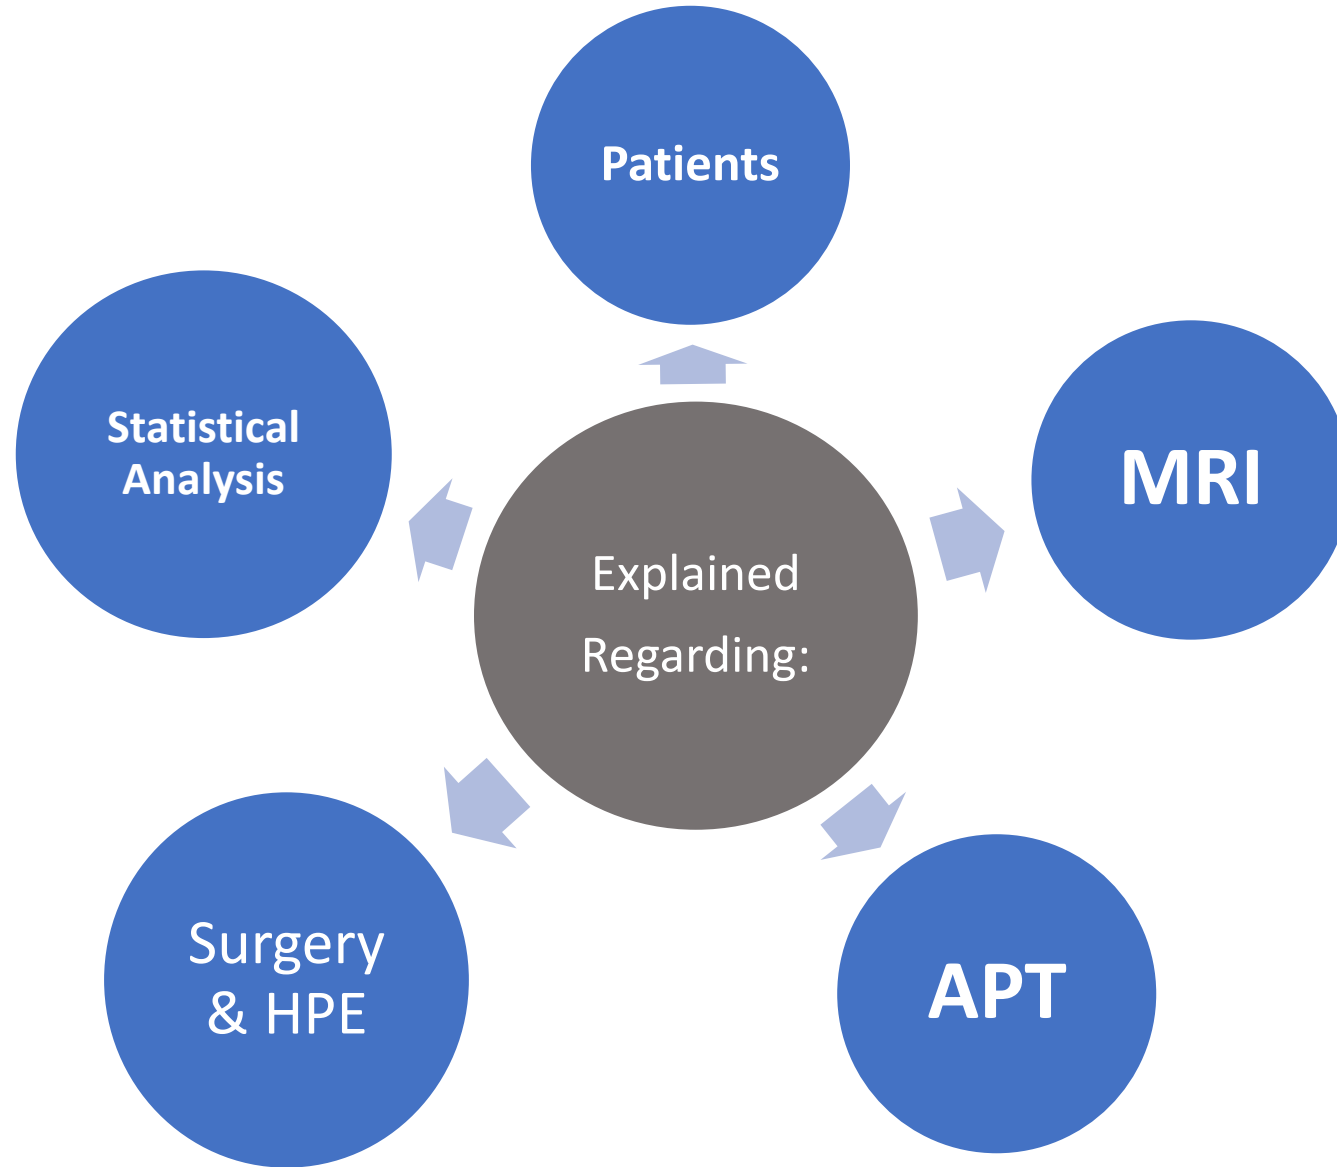 Patients
Statistical
Analysis
MRI
Explained
Regarding:
Surgery
& HPE
APT